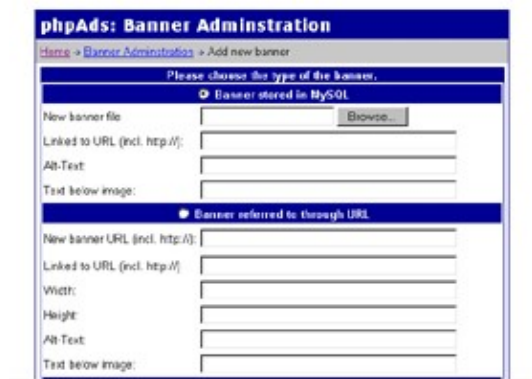 phpAds: Banner Adminstration
Home » Banner Adminstration » Add new banner
Please choose the type of the banner.
Banner stored in MySQL
New banner file
Browse...
Linked to URL (incl. http://):
Alt-Text:
Text below image:
Banner referred to through URL
New banner URL (incl. http://):
Linked to URL (incl. http://)
Width:
Height:
Alt-Text:
Text below image: